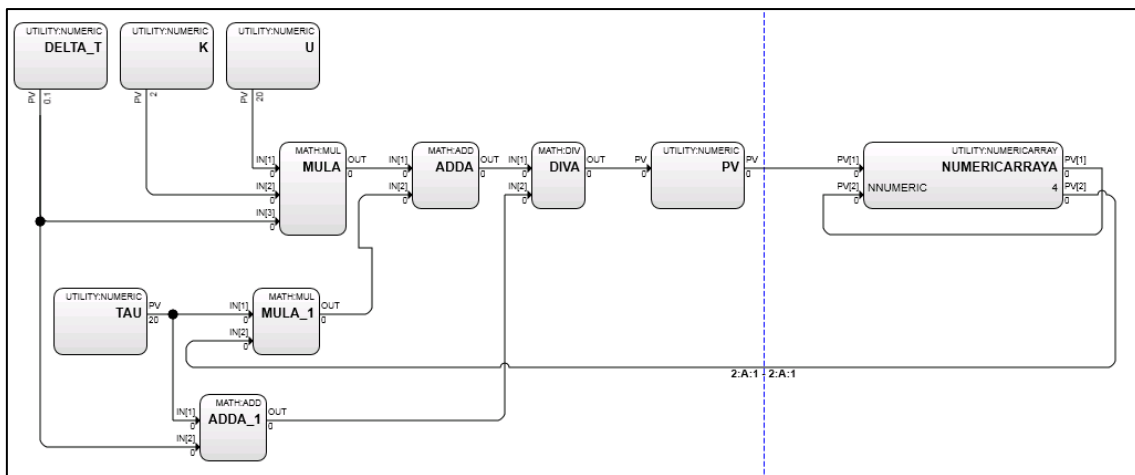 UTILITY:NUMERIC
DELTA_T
UTILITY:NUMERIC
K
UTILITY:NUMERIC
U
PV
0.1
PV
2
PV
20
IN[1]
0
IN[2]
0
IN[3]
0
MATH:MUL
MULA
OUT
0
IN[1]
0
IN[2]
0
MATH:ADD
ADDA
OUT
0
IN[1]
0
IN[2]
0
MATH:DIV
DIVA
OUT
0
PV
0
UTILITY:NUMERIC
PV
PV
0
PV[1]
0
PV[2]
0
UTILITY:NUMERICARRAY
NUMERICARRAYA
NNUMERIC
4
PV[1]
0
PV[2]
0
UTILITY:NUMERIC
TAU
PV
20
IN[1]
0
IN[2]
0
MATH:MUL
MULA_1
OUT
0
2:A:1 - 2:A:1
IN[1]
0
IN[2]
0
MATH:ADD
ADDA_1
OUT
0